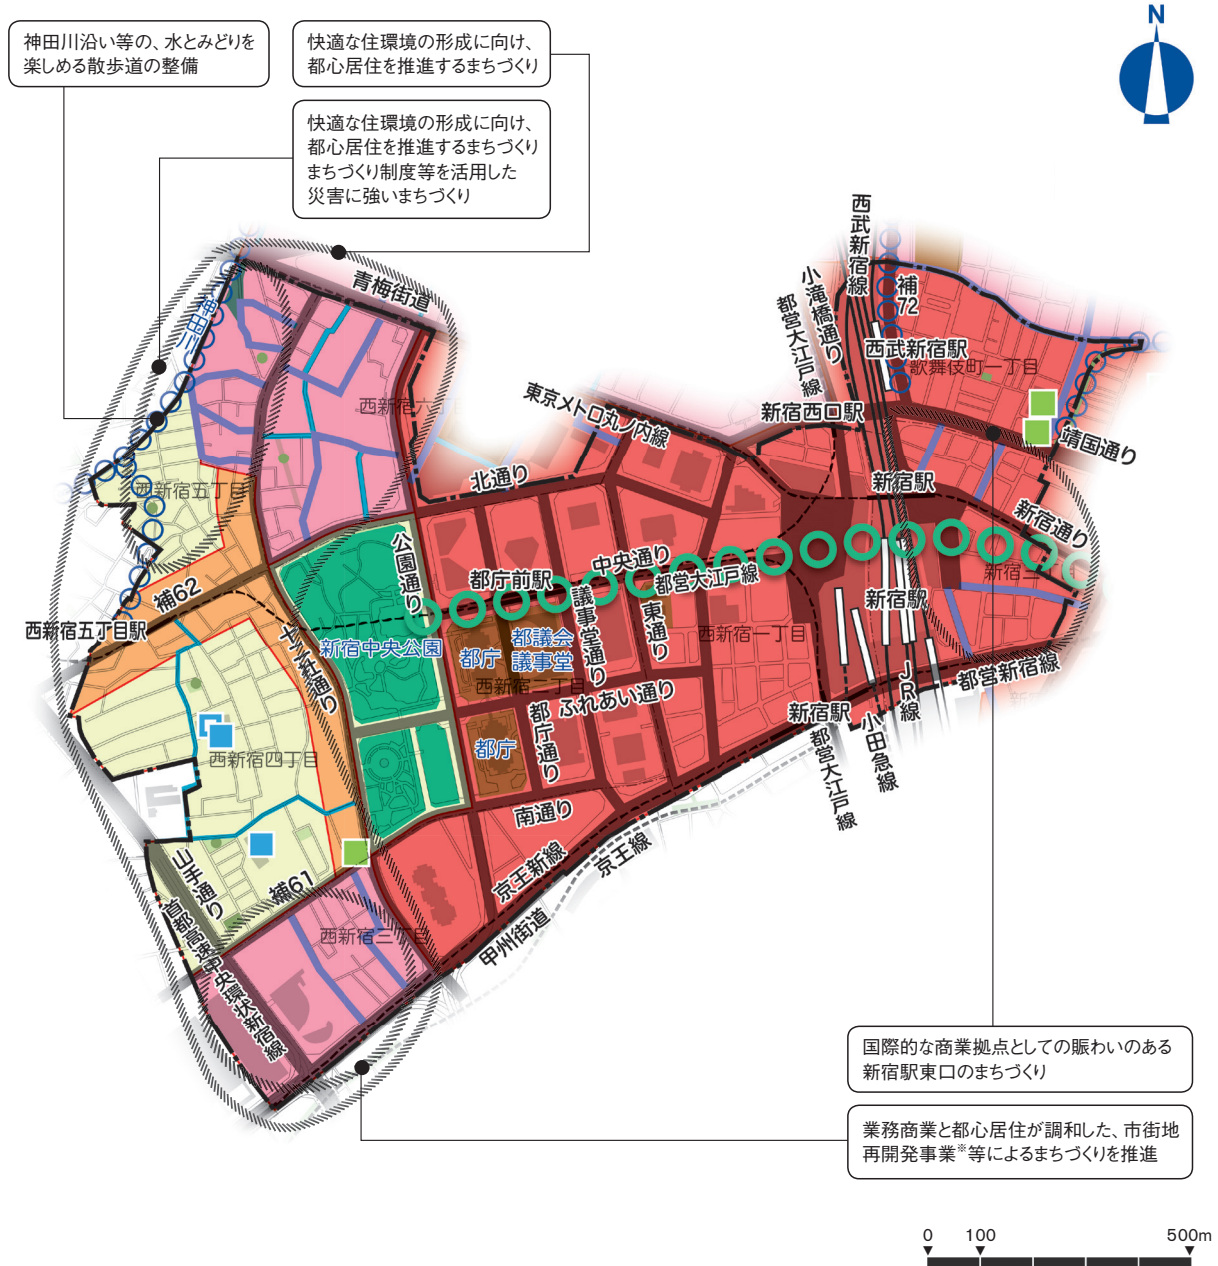 神田川沿い等の、水とみどりを
楽しめる散歩道の整備
快適な住環境の形成に向け、
都心居住を推進するまちづくり
快適な住環境の形成に向け、
都心居住を推進するまちづくり
まちづくり制度等を活用した
災害に強いまちづくり
N
西武新宿線
小滝橋通り
都営大江戸線
補72
青梅街道
神田川
西武新宿駅
歌舞伎町一丁目
西新宿六丁目
東京メトロ丸ノ内線
新宿西口駅
靖国通り
北通り
新宿駅
西新宿五丁目
新宿通り
公園通り
中央通り
都庁前駅
都営大江戸線
新宿三
補62
議事堂通り
東通り
新宿駅
西新宿五丁目駅
十二社通り
新宿中央公園
都庁
都議会
議事堂
西新宿一丁目
西新宿二丁目
ふれあい通り
JR線
都営新宿線
新宿駅
都庁通り
都庁
都営大江戸線
小田急線
西新宿四丁目
南通り
京王新線
京王線
山手通り
補61
首都高速中央環状新宿線
西新宿三丁目
甲州街道
国際的な商業拠点としての賑わいのある
新宿駅東口のまちづくり
業務商業と都心居住が調和した、市街地
再開発事業※等によるまちづくりを推進
0 100 500m